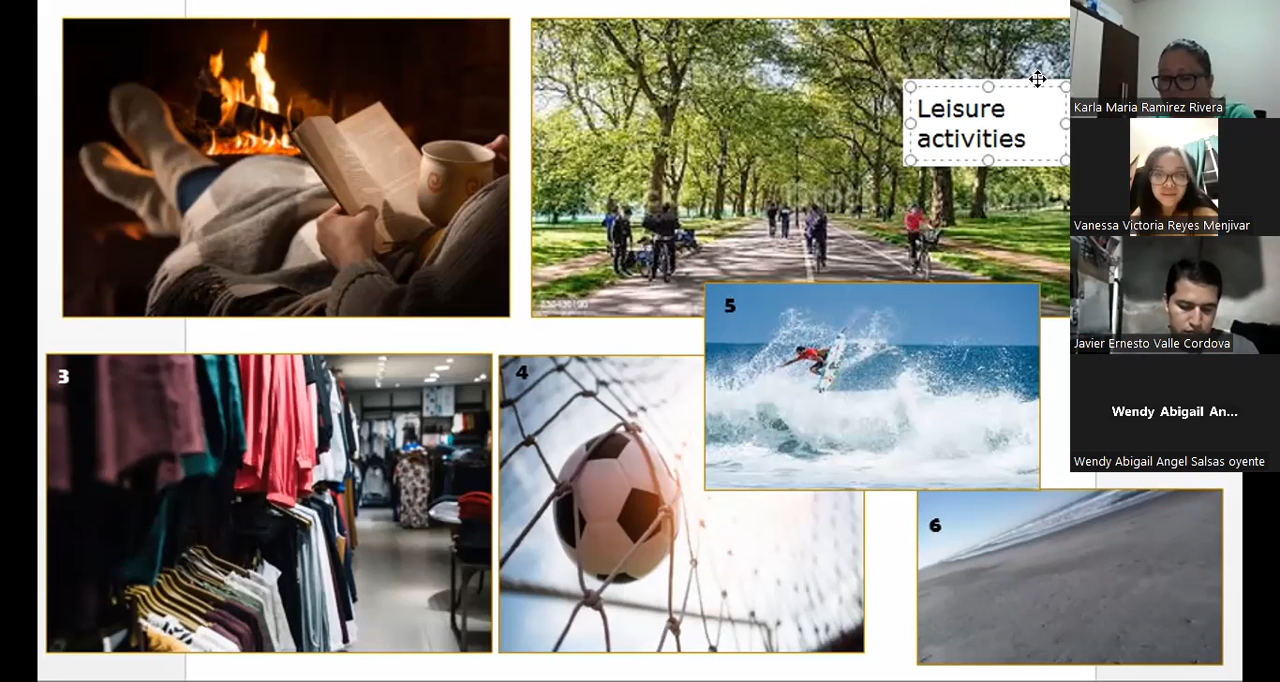 Leisure
activities
Karla Maria Ramirez Rivera
Vanessa Victoria Reyes Menjivar
5
Javier Ernesto Valle Cordova
3
4
Wendy Abigail An...
Wendy Abigail Angel Salsas oyente
6